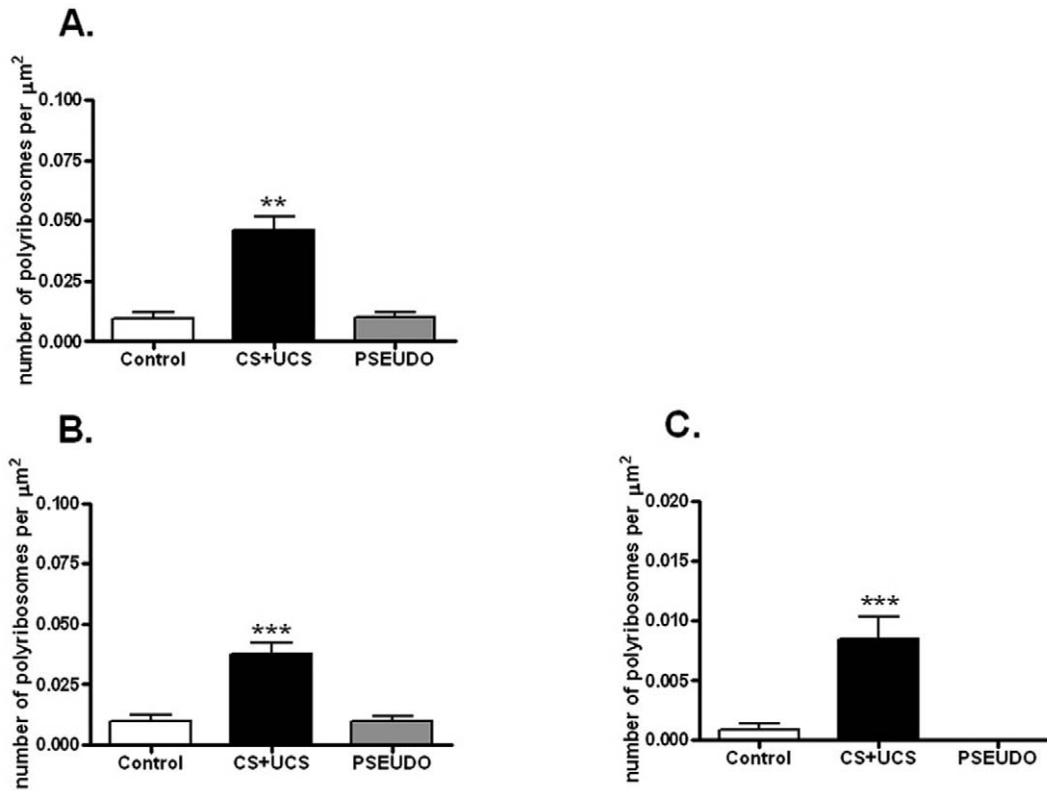 A.
number of polyribosomes per μm²
0.100
0.075
0.050
0.025
0.000
**
Control CS+UCS PSEUDO
B.
number of polyribosomes per μm²
0.100
0.075
0.050
0.025
0.000
***
Control CS+UCS PSEUDO
C.
number of polyribosomes per μm²
0.020
0.015
0.010
0.005
0.000
***
Control CS+UCS PSEUDO